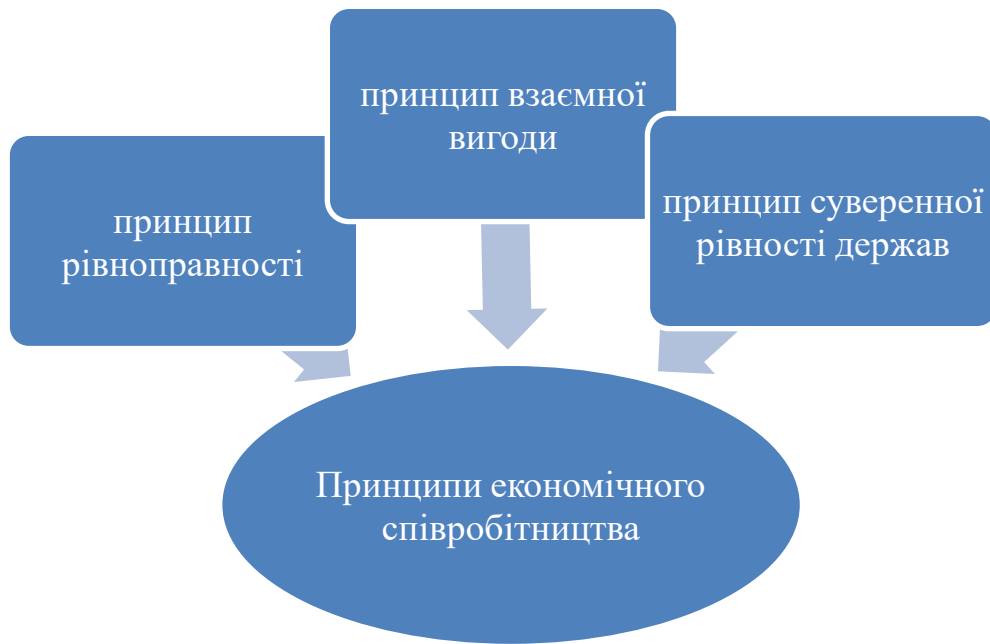 принцип взаємної
вигоди
принцип
рівноправності
принцип суверенної
рівності держав
Принципи економічного
співробітництва